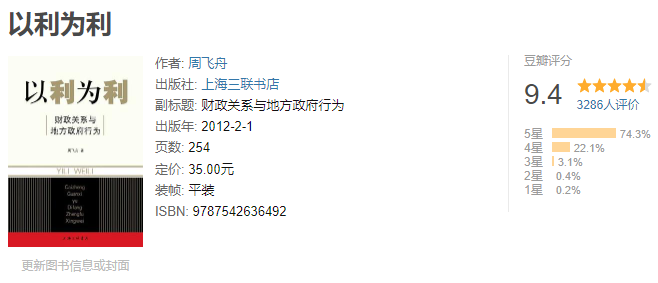 以利为利
以利为利
财政关系与
地方政府行为
周飞舟
YILI WEILI
Caizheng
Guanxi
yu
Difang
Zhengfu
Xingwei
更新图书信息或封面
作者: 周飞舟
出版社: 上海三联书店
副标题: 财政关系与地方政府行为
出版年: 2012-2-1
页数: 254
定价: 35.00元
装帧: 平装
ISBN: 9787542636492
豆瓣评分
9.4
3286人评价
5星 74.3%
4星 22.1%
3星 3.1%
2星 0.4%
1星 0.2%